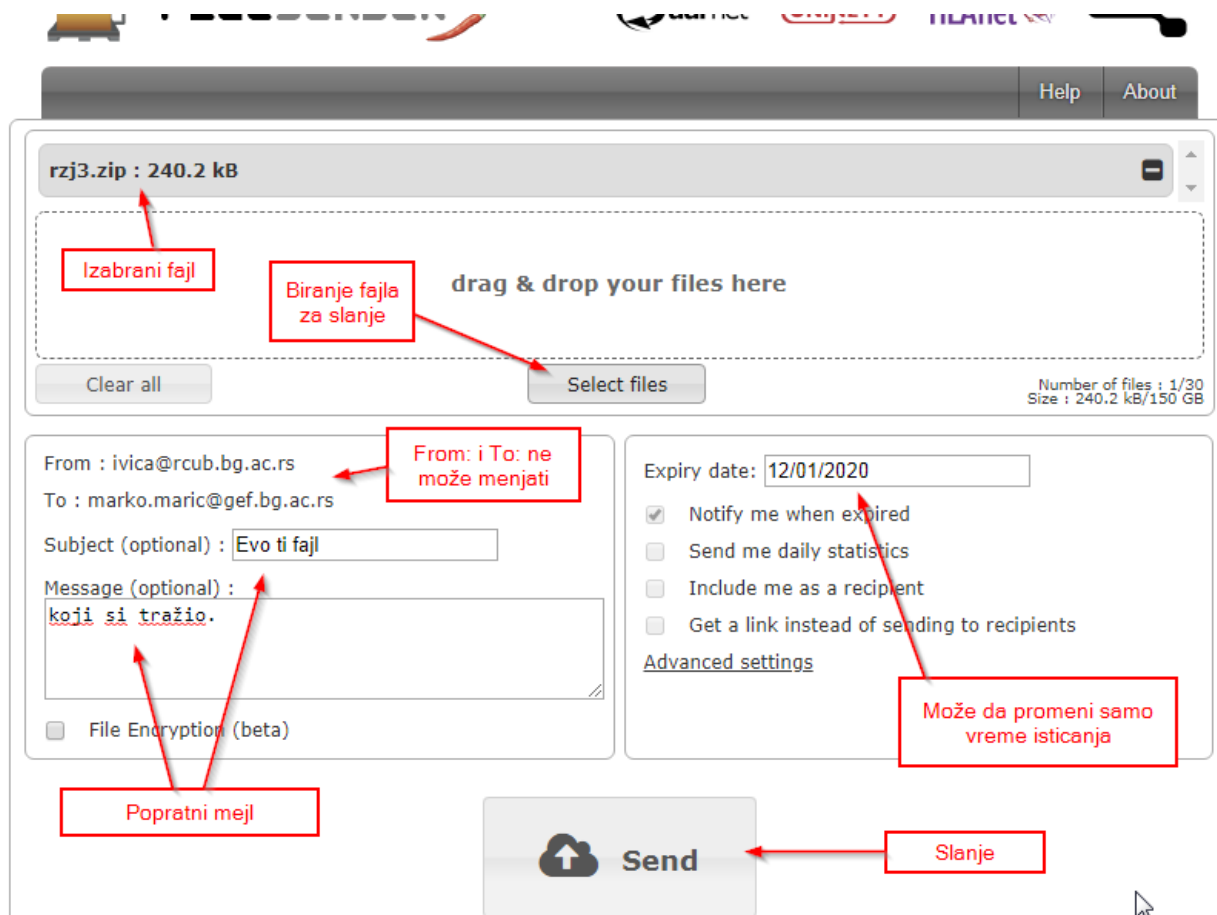 Help About
rzj3.zip : 240.2 kB
Izabrani fajl
drag & drop your files here
Biranje fajla
za slanje
Clear all
Select files
Number of files : 1/30
Size : 240.2 kB/150 GB
From : ivica@rcub.bg.ac.rs
To : marko.maric@gef.bg.ac.rs
From: i To: ne
može menjati
Subject (optional) : Evo ti fajl
Message (optional) :
koji si tražio.
File Encryption (beta)
Popratni mejl
Expiry date: 12/01/2020
Notify me when expired
Send me daily statistics
Include me as a recipient
Get a link instead of sending to recipients
Advanced settings
Može da promeni samo
vreme isticanja
Send
Slanje